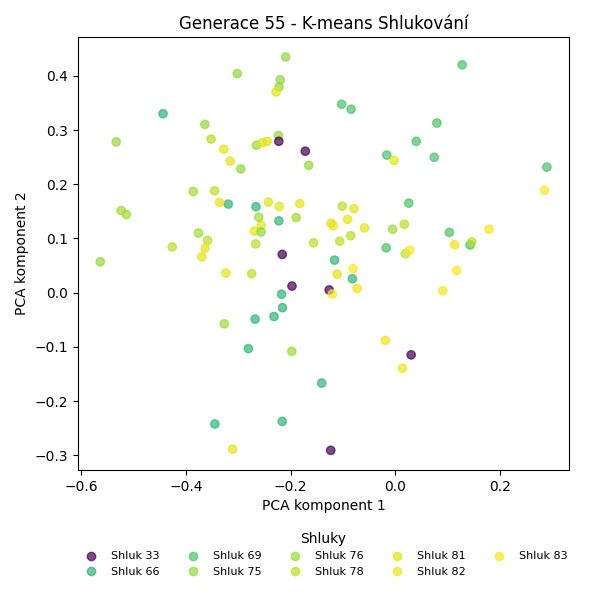 Generace 55 - K-means Shlukování
PCA komponent 2
0.4
0.3
0.2
0.1
0.0
−0.1
−0.2
−0.3
−0.6 −0.4 −0.2 0.0 0.2
PCA komponent 1
Shluky
Shluk 33 Shluk 69 Shluk 76 Shluk 81 Shluk 83
Shluk 66 Shluk 75 Shluk 78 Shluk 82